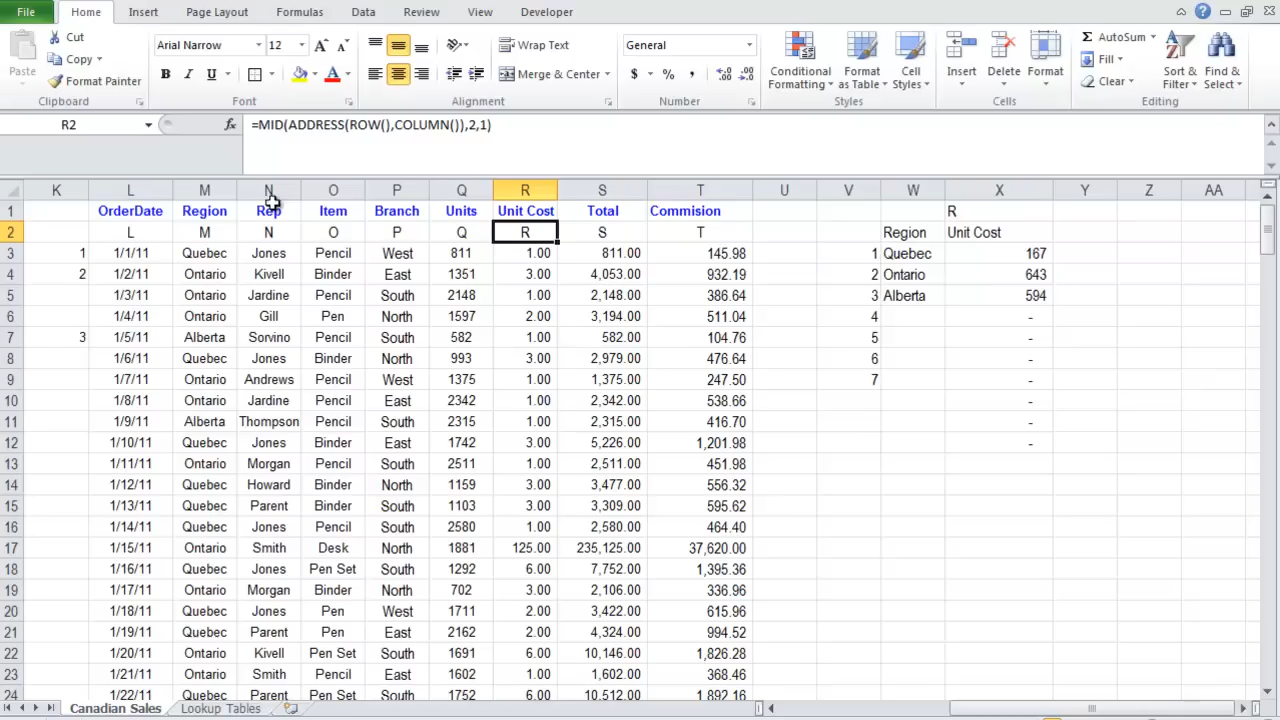 File Home Insert Page Layout Formulas Data Review View Developer
Paste Cut Copy Format Painter Clipboard
Arial Narrow 12 B I U A Font
Wrap Text Merge & Center Alignment
General $ % , Number
Conditional Formatting Format as Table Cell Styles Styles
Insert Delete Format Cells
Σ AutoSum Fill Clear Sort & Filter Find & Select Editing
R2 fx =MID(ADDRESS(ROW(),COLUMN()),2,1)
K L M N O P Q R S T U V W X Y Z AA
1 OrderDate Region Rep Item Branch Units Unit Cost Total Commision R
2 L M N O P Q R S T Region Unit Cost
3 1 1/1/11 Quebec Jones Pencil West 811 1.00 811.00 145.98 1 Quebec 167
4 2 1/2/11 Ontario Kivell Binder East 1351 3.00 4,053.00 932.19 2 Ontario 643
5 1/3/11 Ontario Jardine Pencil South 2148 1.00 2,148.00 386.64 3 Alberta 594
6 1/4/11 Ontario Gill Pen North 1597 2.00 3,194.00 511.04 4 -
7 3 1/5/11 Alberta Sorvino Pencil South 582 1.00 582.00 104.76 5 -
8 1/6/11 Quebec Jones Binder North 993 3.00 2,979.00 476.64 6 -
9 1/7/11 Ontario Andrews Pencil West 1375 1.00 1,375.00 247.50 7 -
10 1/8/11 Ontario Jardine Pencil East 2342 1.00 2,342.00 538.66 -
11 1/9/11 Alberta Thompson Pencil South 2315 1.00 2,315.00 416.70 -
12 1/10/11 Quebec Jones Binder East 1742 3.00 5,226.00 1,201.98 -
13 1/11/11 Ontario Morgan Pencil South 2511 1.00 2,511.00 451.98
14 1/12/11 Quebec Howard Binder North 1159 3.00 3,477.00 556.32
15 1/13/11 Quebec Parent Binder South 1103 3.00 3,309.00 595.62
16 1/14/11 Quebec Jones Pencil South 2580 1.00 2,580.00 464.40
17 1/15/11 Ontario Smith Desk North 1881 125.00 235,125.00 37,620.00
18 1/16/11 Quebec Jones Pen Set South 1292 6.00 7,752.00 1,395.36
19 1/17/11 Ontario Morgan Binder North 702 3.00 2,106.00 336.96
20 1/18/11 Quebec Jones Pen West 1711 2.00 3,422.00 615.96
21 1/19/11 Quebec Parent Pen East 2162 2.00 4,324.00 994.52
22 1/20/11 Ontario Kivell Pen Set South 1691 6.00 10,146.00 1,826.28
23 1/21/11 Ontario Smith Pencil East 1602 1.00 1,602.00 368.46
24 1/22/11 Quebec Parent Pen Set South 1752 6.00 10,512.00 1,892.16
Canadian Sales Lookup Tables